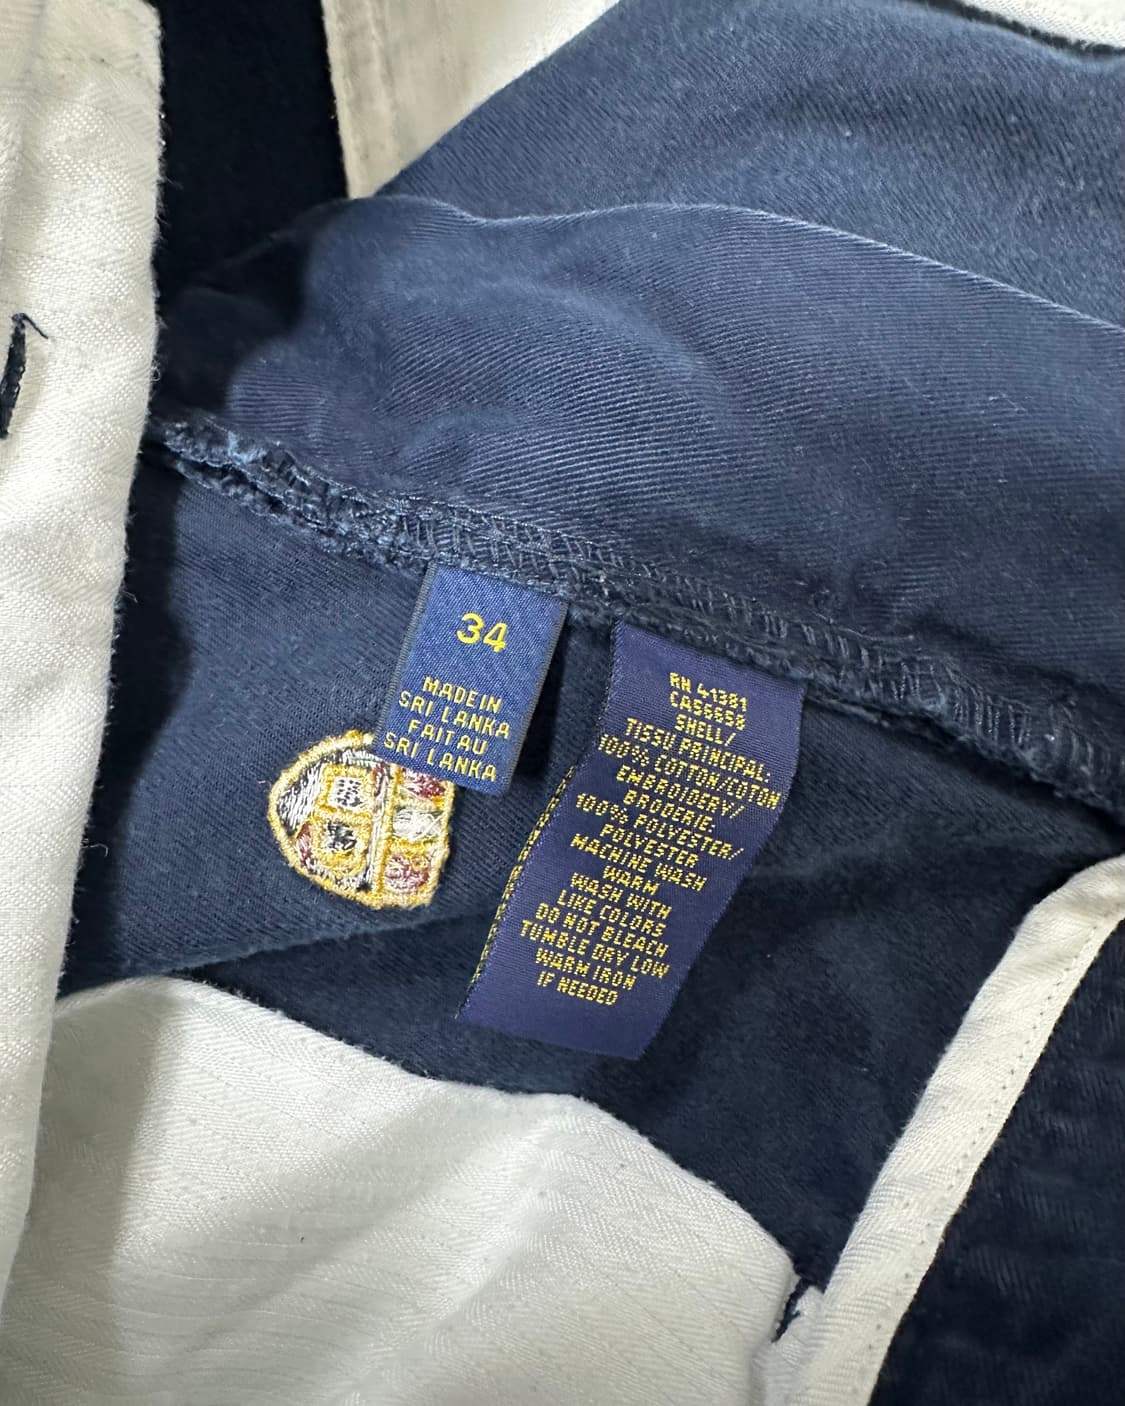 34
MADE IN
SRI LANKA
FAIT AU
SRI LANKA
RN 41381
CA56658
SHELL/
TISSU PRINCIPAL:
100% COTTON/COTON
EMBROIDERY/
BRODERIE:
100% POLYESTER/
POLYESTER
MACHINE WASH
WARM
WASH WITH
LIKE COLORS
DO NOT BLEACH
TUMBLE DRY LOW
WARM IRON
IF NEEDED